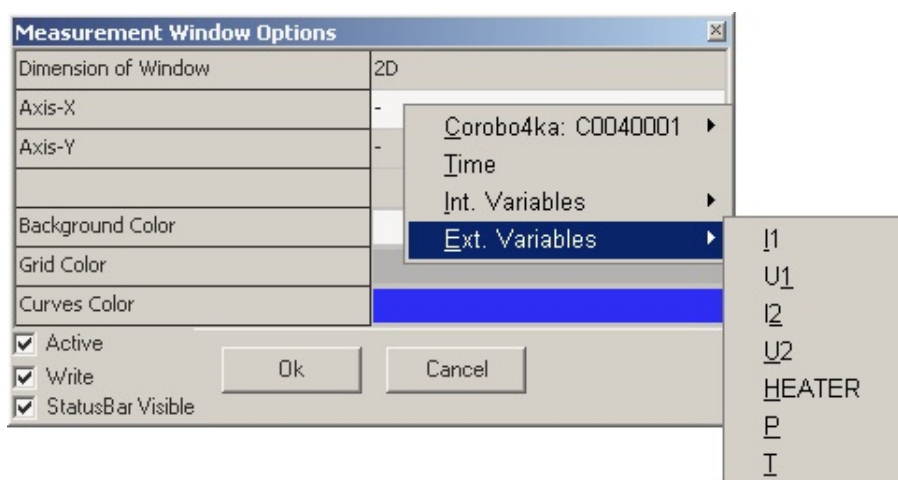 Measurement Window Options
Dimension of Window 2D
Axis-X -
Axis-Y -
Background Color
Grid Color
Curves Color
Active
Write
StatusBar Visible
Ok Cancel
Corobo4ka: C0040001
Time
Int. Variables
Ext. Variables
I1
U1
I2
U2
HEATER
P
T